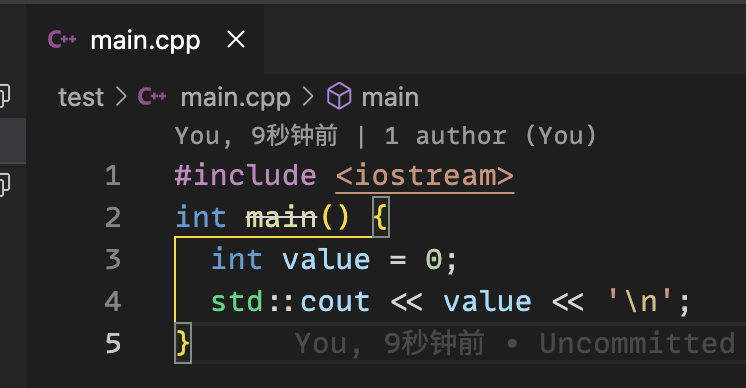 C++ main.cpp ×
test > C++ main.cpp > main
You, 9秒钟前 | 1 author (You)
1 #include <iostream>
2 int main() {
3   int value = 0;
4   std::cout << value << '\n';
5 } You, 9秒钟前 • Uncommitted